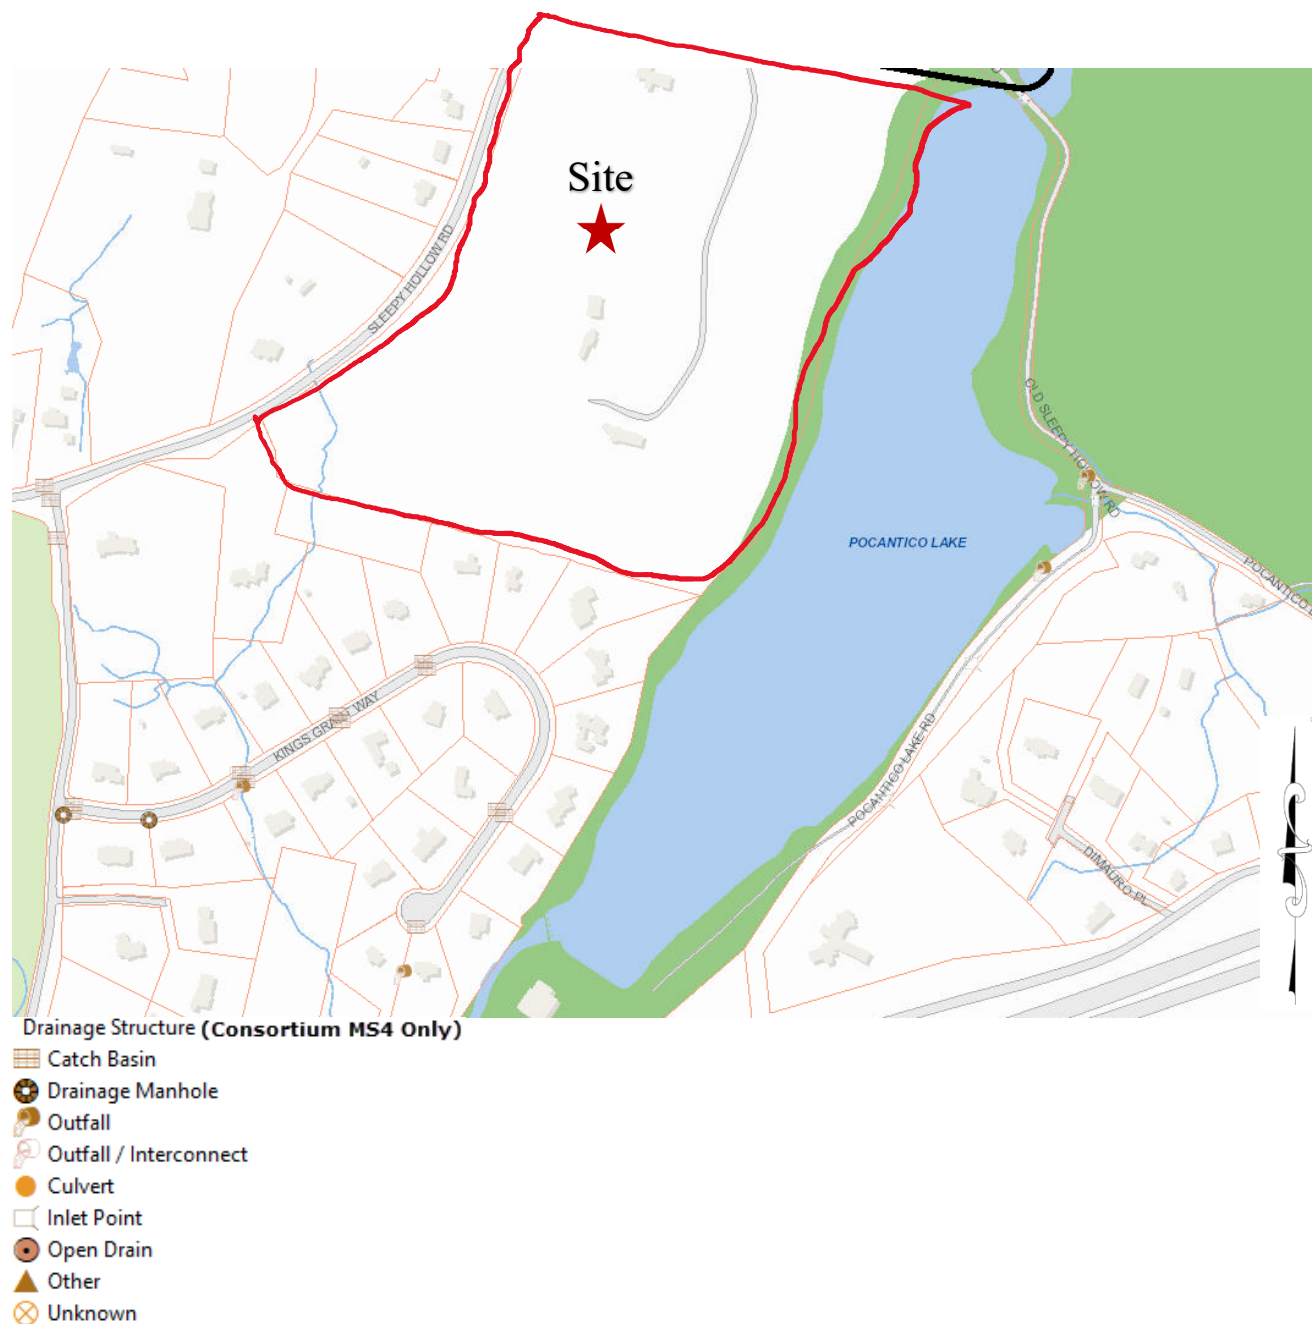 Site
SLEEPY HOLLOW RD
OLD SLEEPY HOLLOW RD
POCANTICO LAKE
POCANTICO
KINGS GRANT WAY
POCANTICO LAKE RD
DIMAURO PL
Drainage Structure (Consortium MS4 Only)
Catch Basin
Drainage Manhole
Outfall
Outfall / Interconnect
Culvert
Inlet Point
Open Drain
Other
Unknown